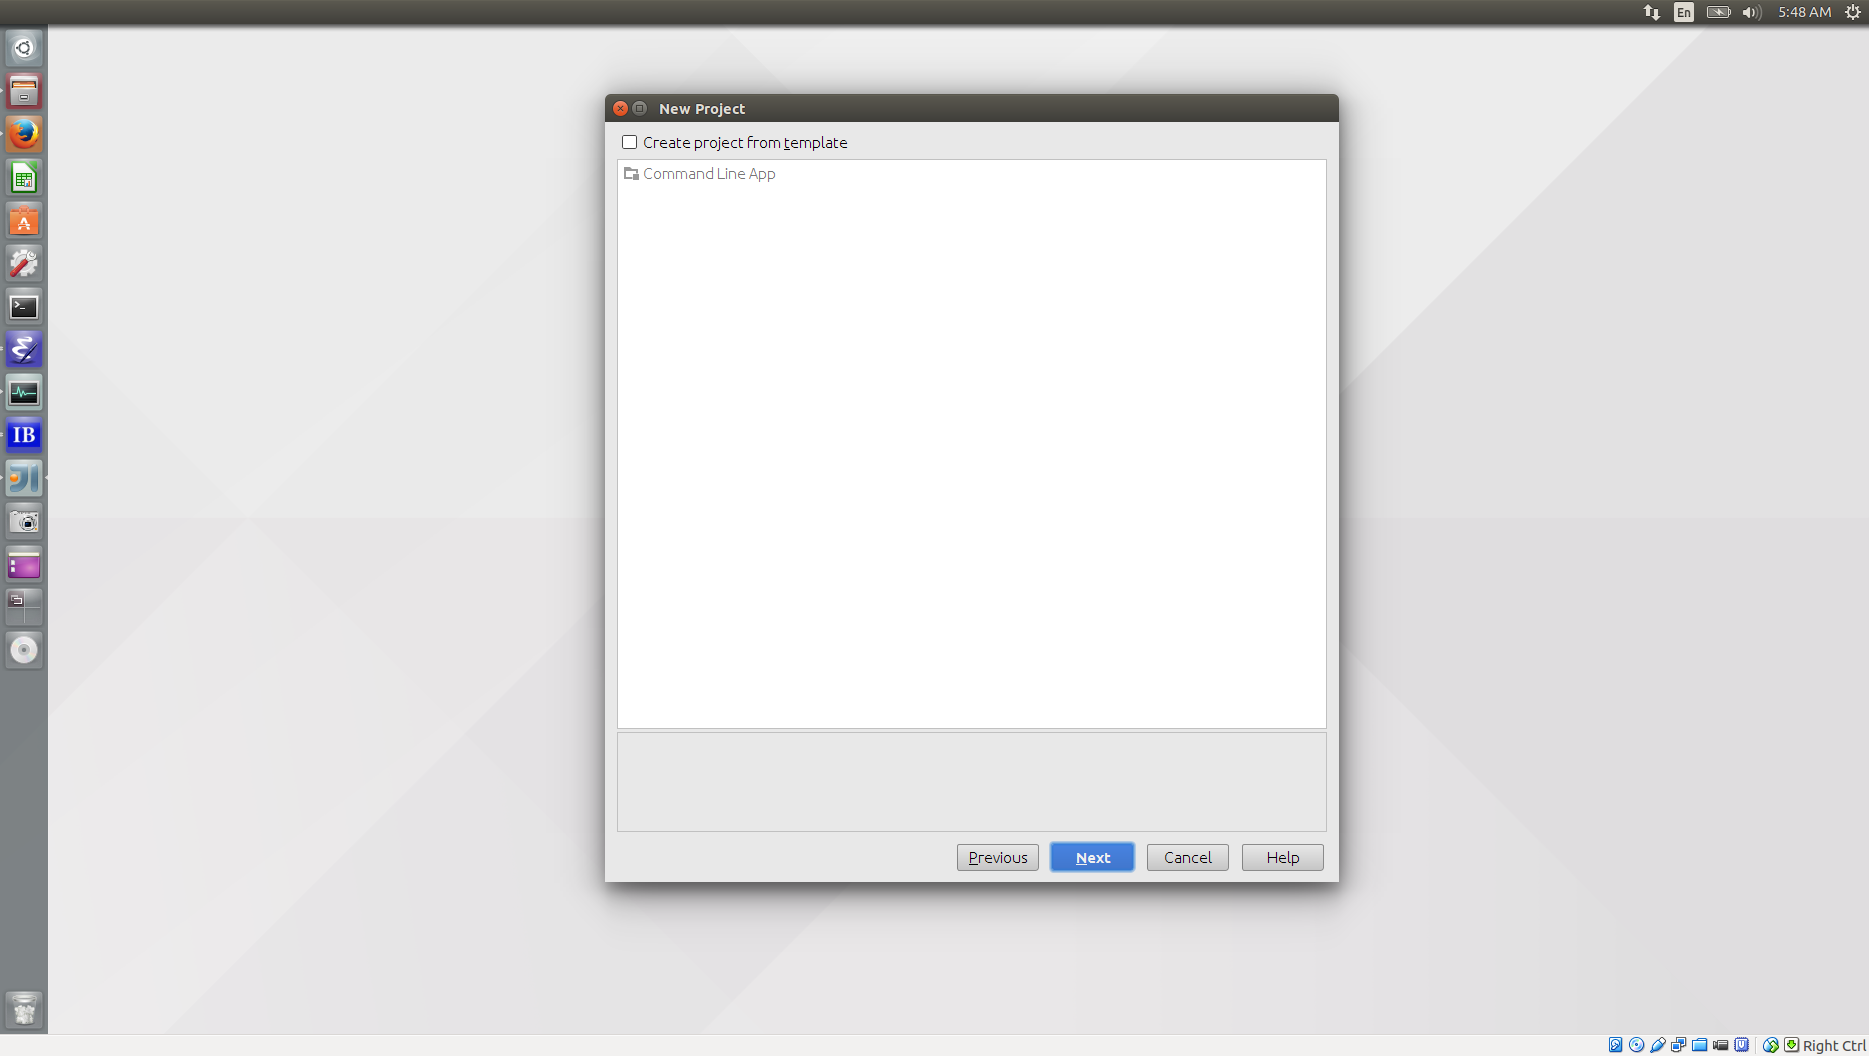 En
5:48 AM
New Project
Create project from template
Command Line App
IB
Previous
Next
Cancel
Help
Right Ctrl